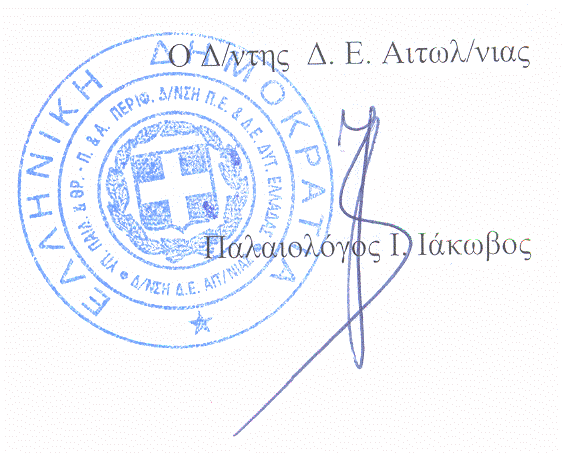 Ο Δ/ντης Δ. Ε. Αιτωλ/νιας
ΕΛΛΗΝΙΚΗ ΔΗΜΟΚΡΑΤΙΑ
ΥΠ. ΠΑΙΔ. & ΘΡ. - Π. & Α. ΠΕΡΙΦ. Δ/ΝΣΗ Π.Ε. & Δ.Ε. ΔΥΤ. ΕΛΛΑΔΑΣ
Δ/ΝΣΗ Δ.Ε. ΑΙΤ/ΝΙΑΣ
Παλαιολόγος Ι. Ιάκωβος